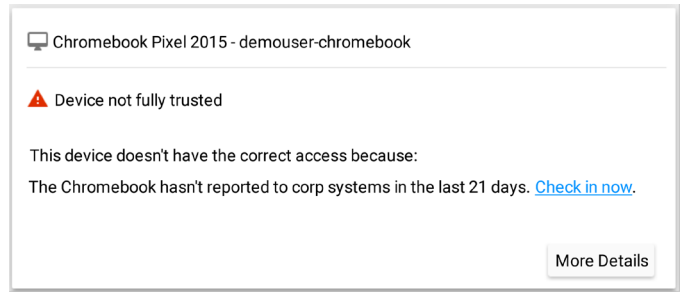 Chromebook Pixel 2015 - demouser-chromebook
Device not fully trusted
This device doesn't have the correct access because:
The Chromebook hasn't reported to corp systems in the last 21 days. Check in now.
More Details